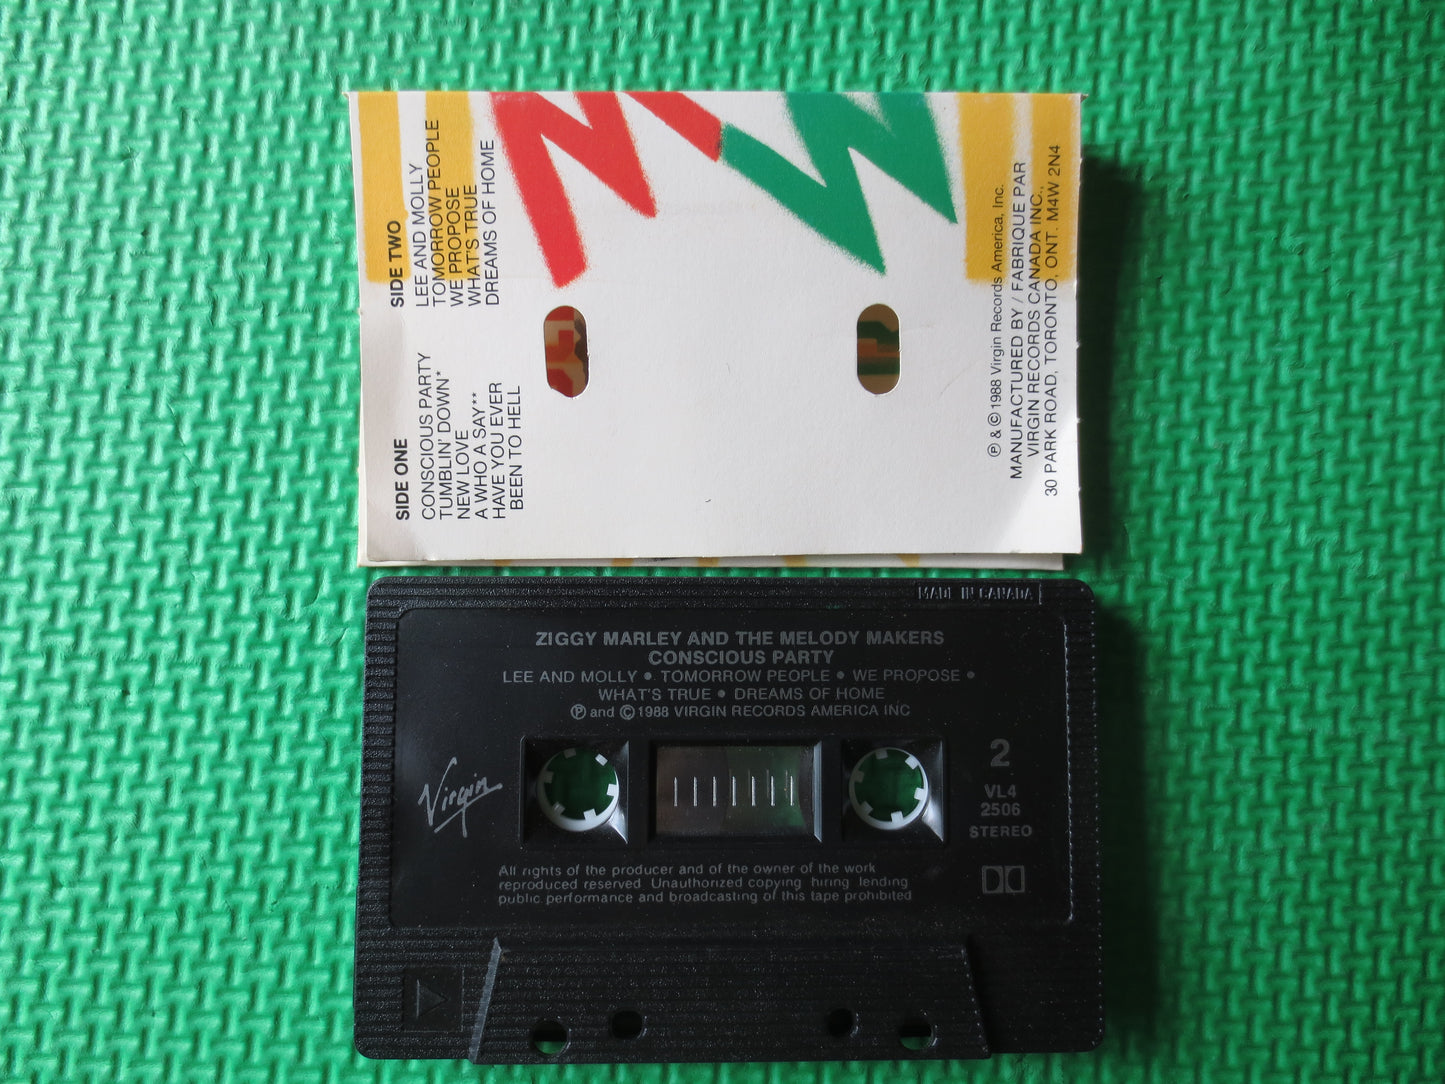 SIDE ONE
CONSCIOUS PARTY
TUMBLIN' DOWN*
NEW LOVE
A WHO A SAY**
HAVE YOU EVER
BEEN TO HELL
SIDE TWO
LEE AND MOLLY
TOMORROW PEOPLE
WE PROPOSE
WHAT'S TRUE
DREAMS OF HOME
℗ & © 1988 Virgin Records America, Inc.
MANUFACTURED BY / FABRIQUE PAR
VIRGIN RECORDS CANADA INC.,
30 PARK ROAD, TORONTO, ONT. M4W 2N4
MADE IN CANADA
ZIGGY MARLEY AND THE MELODY MAKERS
CONSCIOUS PARTY
LEE AND MOLLY • TOMORROW PEOPLE • WE PROPOSE •
WHAT'S TRUE • DREAMS OF HOME
℗ and © 1988 VIRGIN RECORDS AMERICA INC
Virgin
2
VL4
2506
STEREO
All rights of the producer and of the owner of the work
reproduced reserved Unauthorized copying hiring lending
public performance and broadcasting of this tape prohibited